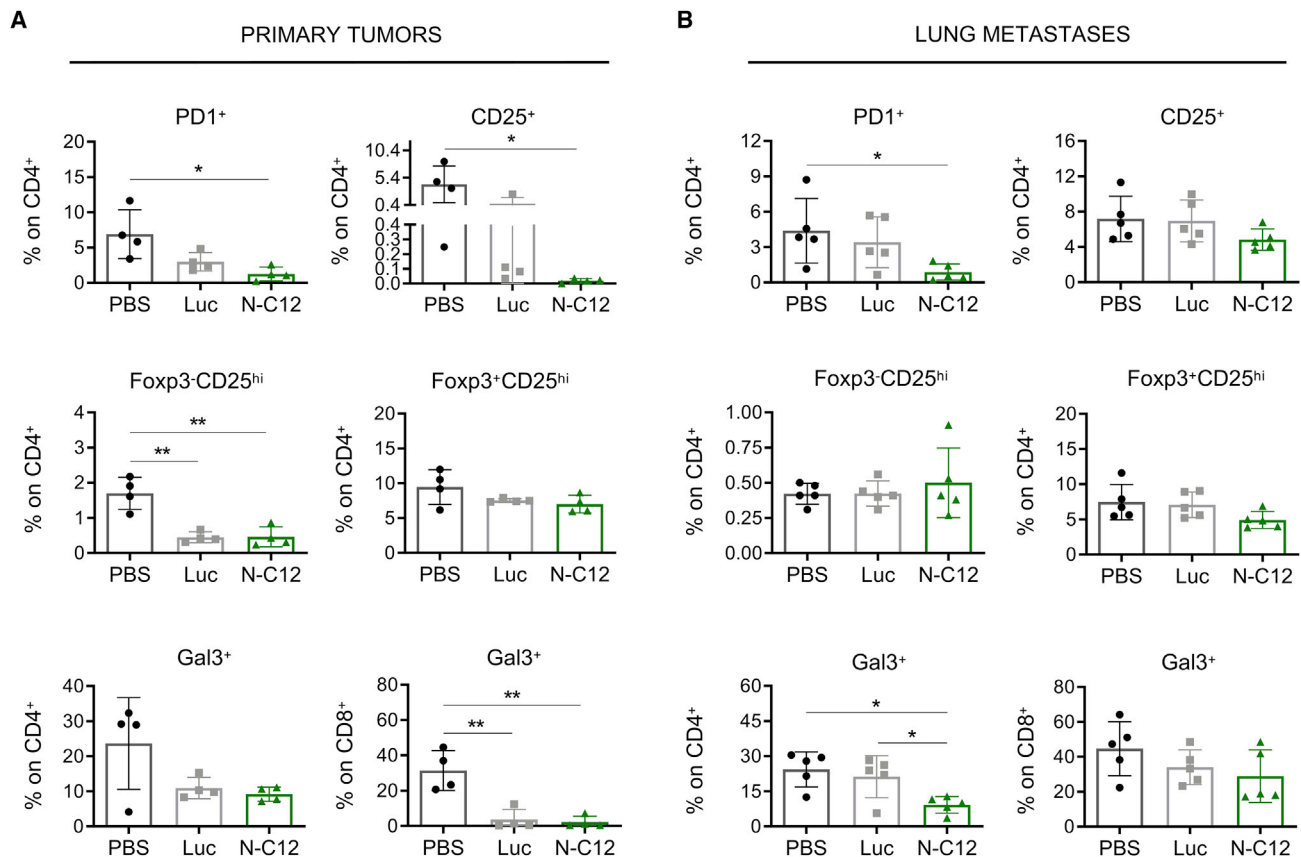 A
PRIMARY TUMORS
PD1⁺
% on CD4⁺
20
15
10
5
0
*
PBS Luc N-C12
CD25⁺
% on CD4⁺
10.4
5.4
0.4
0.4
0.3
0.2
0.1
0.0
*
PBS Luc N-C12
Foxp3⁻CD25ʰⁱ
% on CD4⁺
4
3
2
1
0
**
**
PBS Luc N-C12
Foxp3⁺CD25ʰⁱ
% on CD4⁺
20
15
10
5
0
PBS Luc N-C12
Gal3⁺
% on CD4⁺
40
30
20
10
0
PBS Luc N-C12
Gal3⁺
% on CD8⁺
80
60
40
20
0
**
**
PBS Luc N-C12
B
LUNG METASTASES
PD1⁺
% on CD4⁺
12
9
6
3
0
*
PBS Luc N-C12
CD25⁺
% on CD4⁺
16
12
8
4
0
PBS Luc N-C12
Foxp3⁻CD25ʰⁱ
% on CD4⁺
1.00
0.75
0.50
0.25
0.00
PBS Luc N-C12
Foxp3⁺CD25ʰⁱ
% on CD4⁺
20
15
10
5
0
PBS Luc N-C12
Gal3⁺
% on CD4⁺
60
45
30
15
0
*
*
PBS Luc N-C12
Gal3⁺
% on CD8⁺
80
60
40
20
0
PBS Luc N-C12